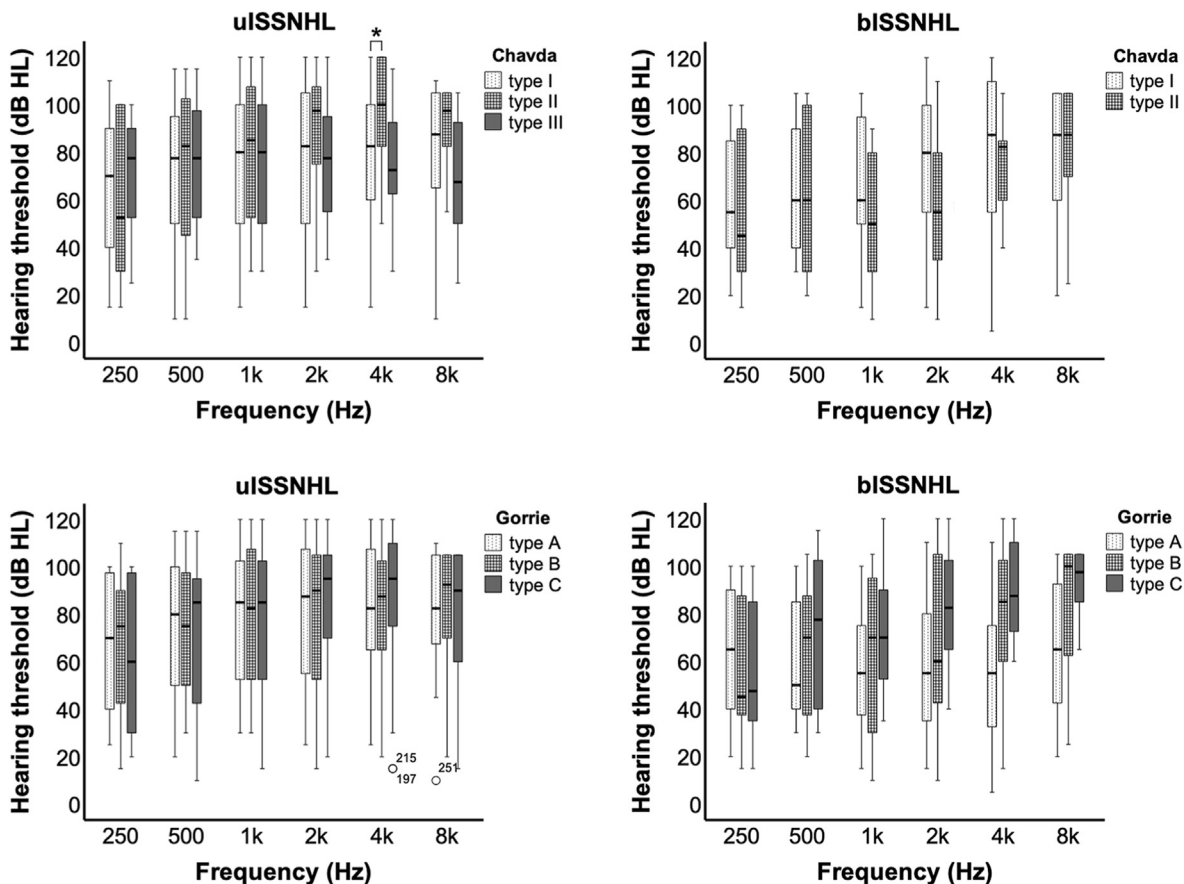 uISSNHL
Hearing threshold (dB HL)
120
100
80
60
40
20
0
*
Chavda
type I
type II
type III
250 500 1k 2k 4k 8k
Frequency (Hz)
bISSNHL
Hearing threshold (dB HL)
120
100
80
60
40
20
0
Chavda
type I
type II
250 500 1k 2k 4k 8k
Frequency (Hz)
uISSNHL
Hearing threshold (dB HL)
120
100
80
60
40
20
0
Gorrie
type A
type B
type C
215
197
251
250 500 1k 2k 4k 8k
Frequency (Hz)
bISSNHL
Hearing threshold (dB HL)
120
100
80
60
40
20
0
Gorrie
type A
type B
type C
250 500 1k 2k 4k 8k
Frequency (Hz)